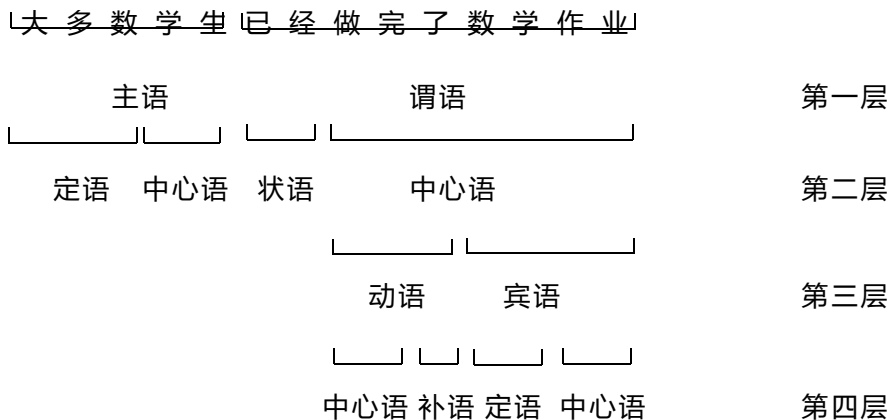 大多数学生已经做完了数学作业
主语 谓语 第一层
定语 中心语 状语 中心语 第二层
动语 宾语 第三层
中心语 补语 定语 中心语 第四层